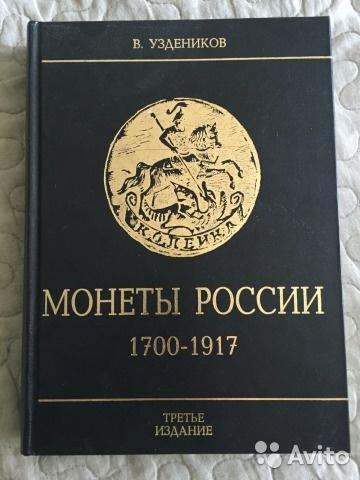 В. УЗДЕНИКОВ
КОПЕЙКА
МОНЕТЫ РОССИИ
1700-1917
ТРЕТЬЕ
ИЗДАНИЕ
Avito